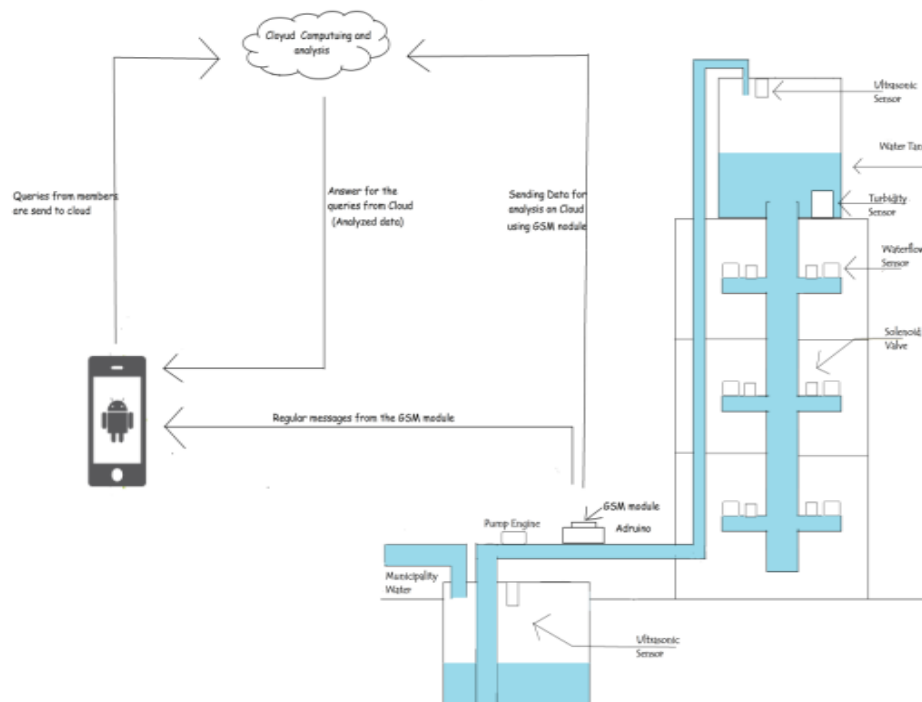 Cloyud Computuing and
analysis
Queries from members
are send to cloud
Answer for the
queries from Cloud
(Analyzed data)
Sending Data for
analysis on Cloud
using GSM module
Regular messages from the GSM module
Ultrasonic
Sensor
Water Tan
Turbidity
Sensor
Waterflow
Sensor
Solenoid
Valve
GSM module
Pump Engine
Adruino
Municipality
Water
Ultrasonic
Sensor